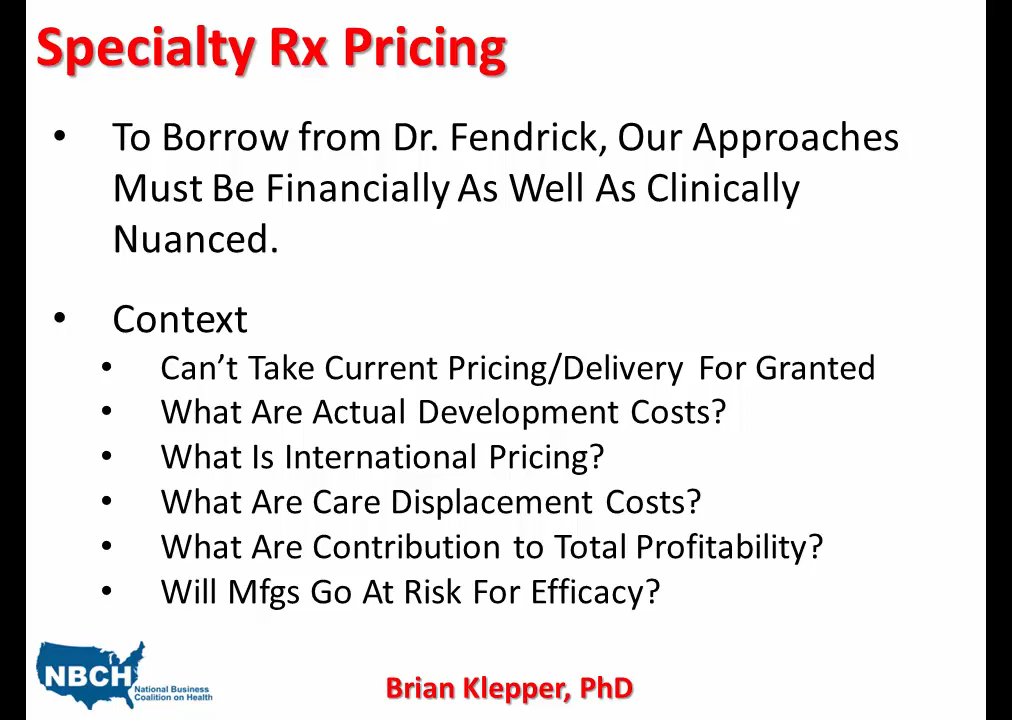 Specialty Rx Pricing
• To Borrow from Dr. Fendrick, Our Approaches
Must Be Financially As Well As Clinically
Nuanced.
• Context
• Can’t Take Current Pricing/Delivery For Granted
• What Are Actual Development Costs?
• What Is International Pricing?
• What Are Care Displacement Costs?
• What Are Contribution to Total Profitability?
• Will Mfgs Go At Risk For Efficacy?
NBCH
National Business
Coalition on Health
Brian Klepper, PhD